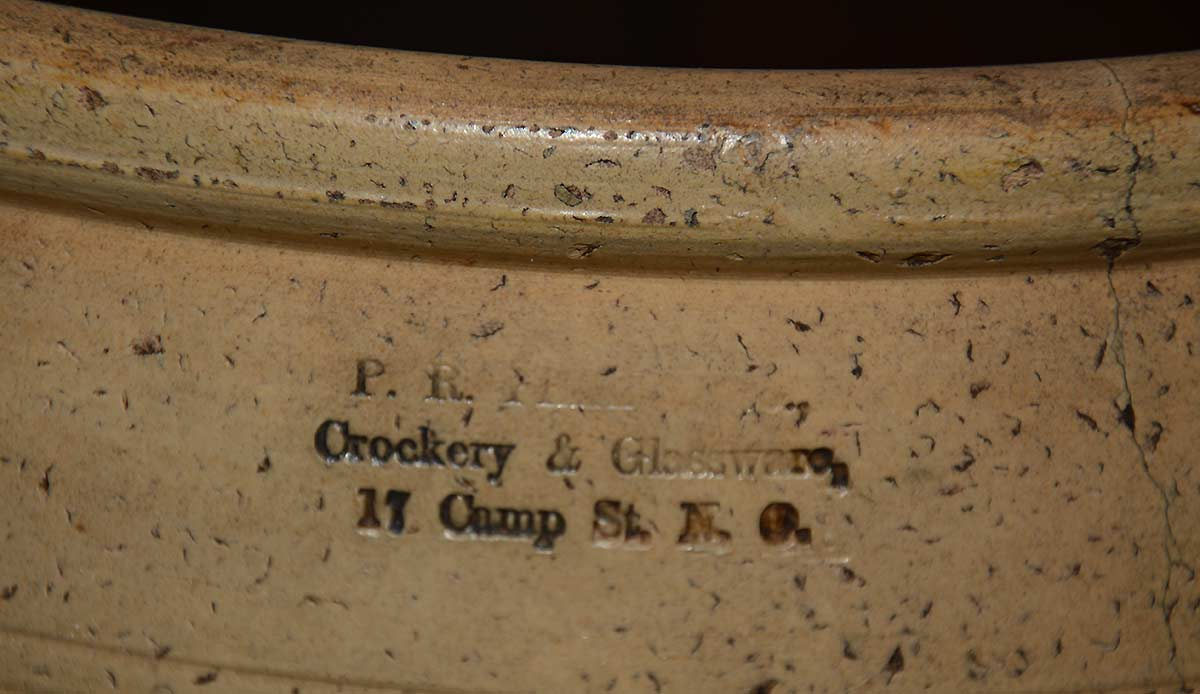 P. R.
Crockery & Glassware,
17 Camp St. N. O.